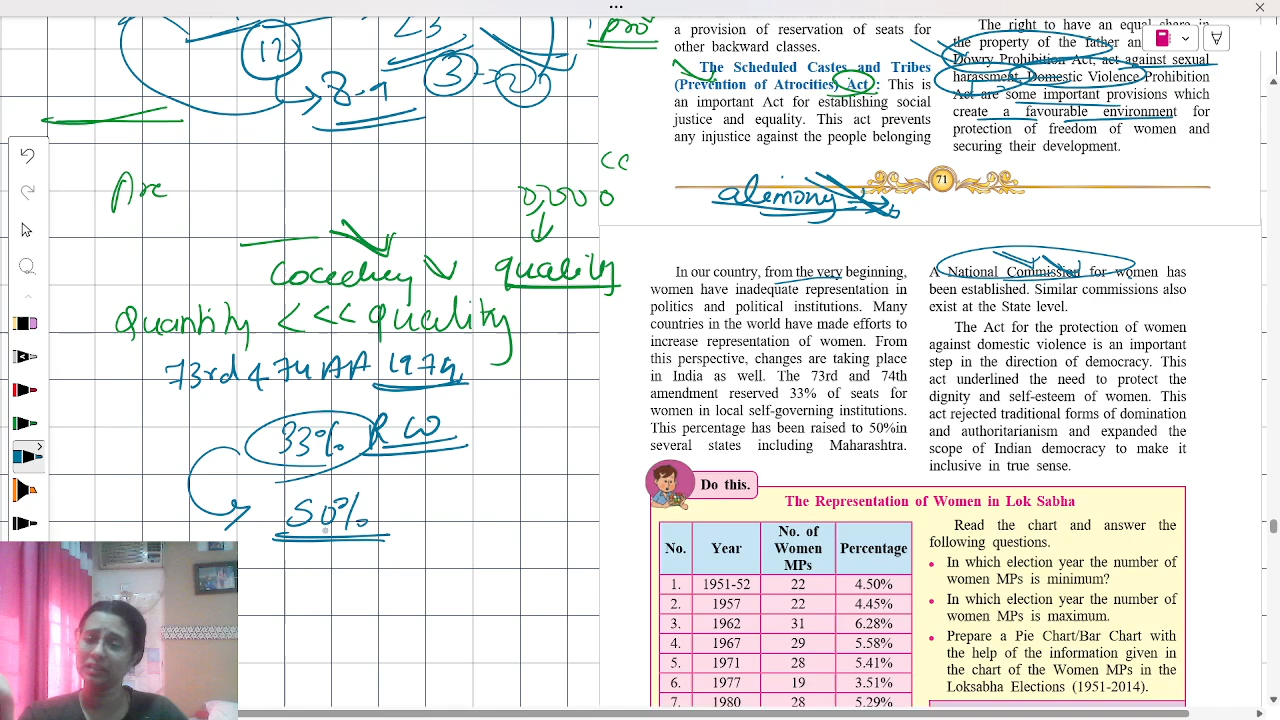 12
<3
3 → 2
8-9
pro
Are
0,000 0
cc
quality
Quantity <<< quality
73rd & 74 AA
33% R W
50%
a provision of reservation of seats for
other backward classes.
The Scheduled Castes and Tribes
(Prevention of Atrocities) Act : This is
an important Act for establishing social
justice and equality. This act prevents
any injustice against the people belonging
The right to have an equal share in
the property of the father
Dowry Prohibition Act, act against sexual
harassment, Domestic Violence Prohibition
Act are some important provisions which
create a favourable environment for
protection of freedom of women and
securing their development.
71
alimony
In our country, from the very beginning,
women have inadequate representation in
politics and political institutions. Many
countries in the world have made efforts to
increase representation of women. From
this perspective, changes are taking place
in India as well. The 73rd and 74th
amendment reserved 33% of seats for
women in local self-governing institutions.
This percentage has been raised to 50%in
several states including Maharashtra.
A National Commission for women has
been established. Similar commissions also
exist at the State level.
The Act for the protection of women
against domestic violence is an important
step in the direction of democracy. This
act underlined the need to protect the
dignity and self-esteem of women. This
act rejected traditional forms of domination
and authoritarianism and expanded the
scope of Indian democracy to make it
inclusive in true sense.
Do this.
The Representation of Women in Lok Sabha
No. Year No. of Women MPs Percentage
1. 1951-52 22 4.50%
2. 1957 22 4.45%
3. 1962 31 6.28%
4. 1967 29 5.58%
5. 1971 28 5.41%
6. 1977 19 3.51%
7. 1980 28 5.29%
Read the chart and answer the
following questions.
• In which election year the number of
women MPs is minimum?
• In which election year the number of
women MPs is maximum.
• Prepare a Pie Chart/Bar Chart with
the help of the information given in
the chart of the Women MPs in the
Loksabha Elections (1951-2014).